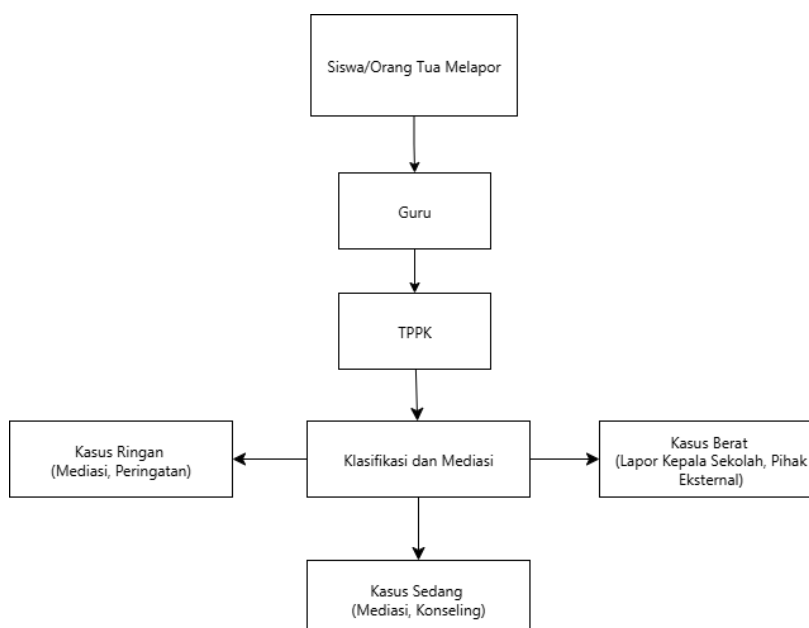 Siswa/Orang Tua Melapor
Guru
TPPK
Kasus Ringan
(Mediasi, Peringatan)
Klasifikasi dan Mediasi
Kasus Berat
(Lapor Kepala Sekolah, Pihak
Eksternal)
Kasus Sedang
(Mediasi, Konseling)